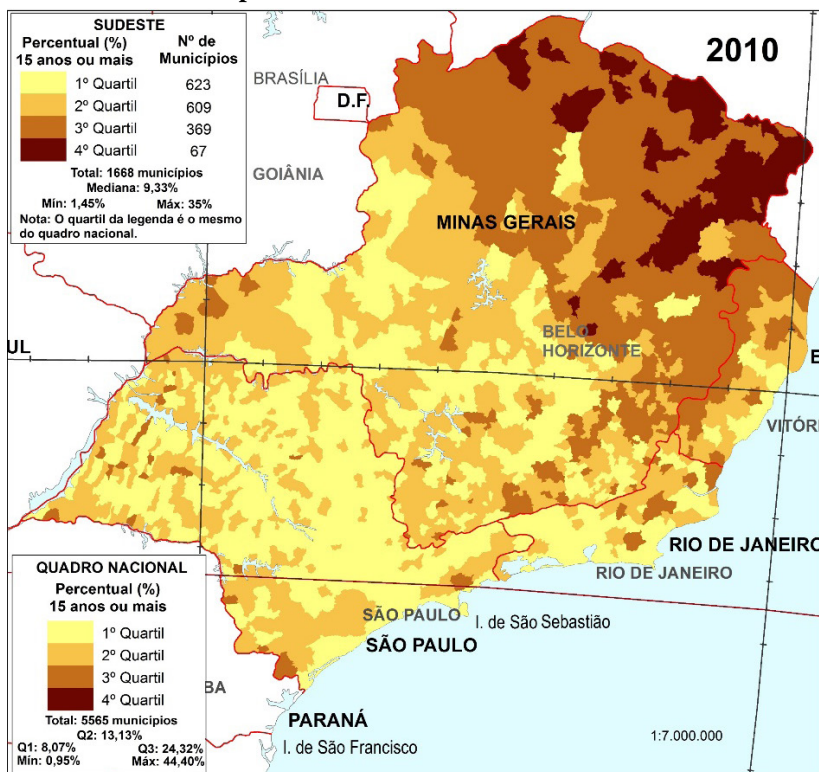 SUDESTE
Percentual (%)
15 anos ou mais
Nº de
Municípios
1º Quartil 623
2º Quartil 609
3º Quartil 369
4º Quartil 67
Total: 1668 municípios
Mediana: 9,33%
Mín: 1,45% Máx: 35%
Nota: O quartil da legenda é o mesmo
do quadro nacional.
2010
BRASÍLIA
D.F.
GOIÂNIA
MINAS GERAIS
BELO
HORIZONTE
UL
E
VITÓRI
RIO DE JANEIRO
RIO DE JANEIRO
SÃO PAULO
I. de São Sebastião
SÃO PAULO
BA
PARANÁ
I. de São Francisco
1:7.000.000
QUADRO NACIONAL
Percentual (%)
15 anos ou mais
1º Quartil
2º Quartil
3º Quartil
4º Quartil
Total: 5565 municipios
Q2: 13,13%
Q1: 8,07% Q3: 24,32%
Mín: 0,95% Máx: 44,40%